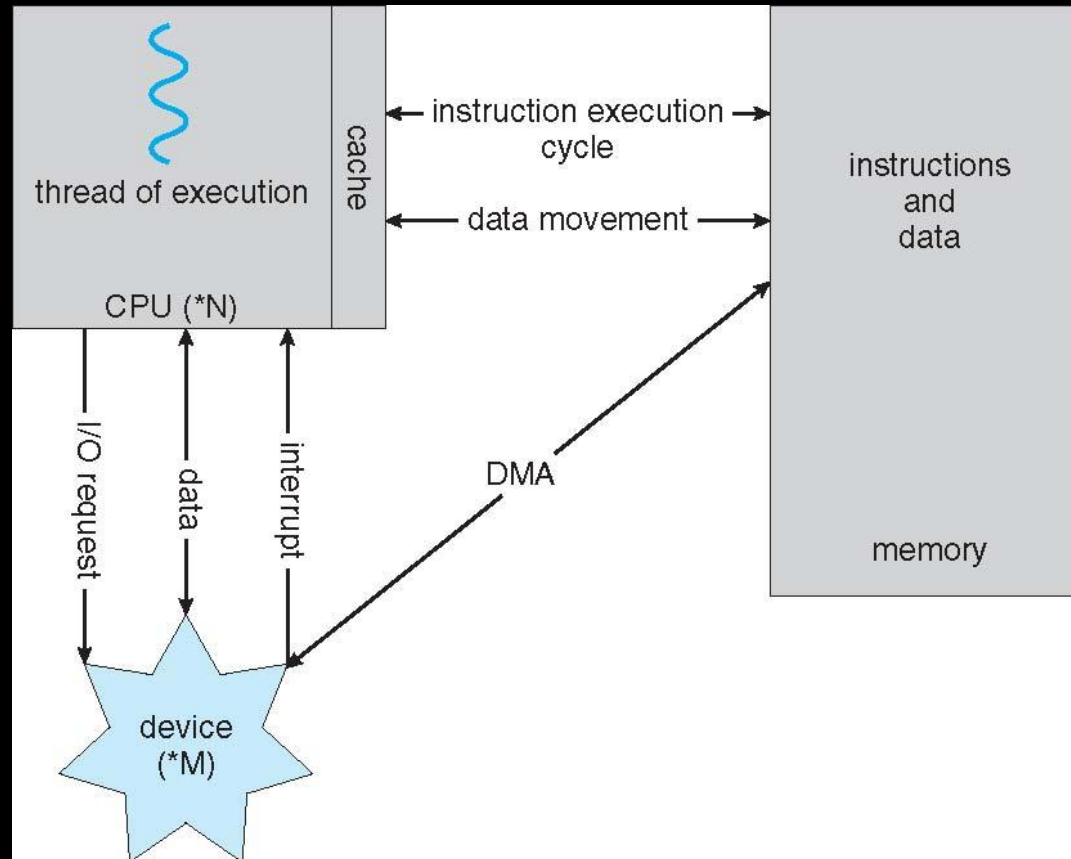 thread of execution
cache
CPU (*N)
instruction execution
cycle
data movement
instructions
and
data
memory
I/O request
data
interrupt
DMA
device
(*M)